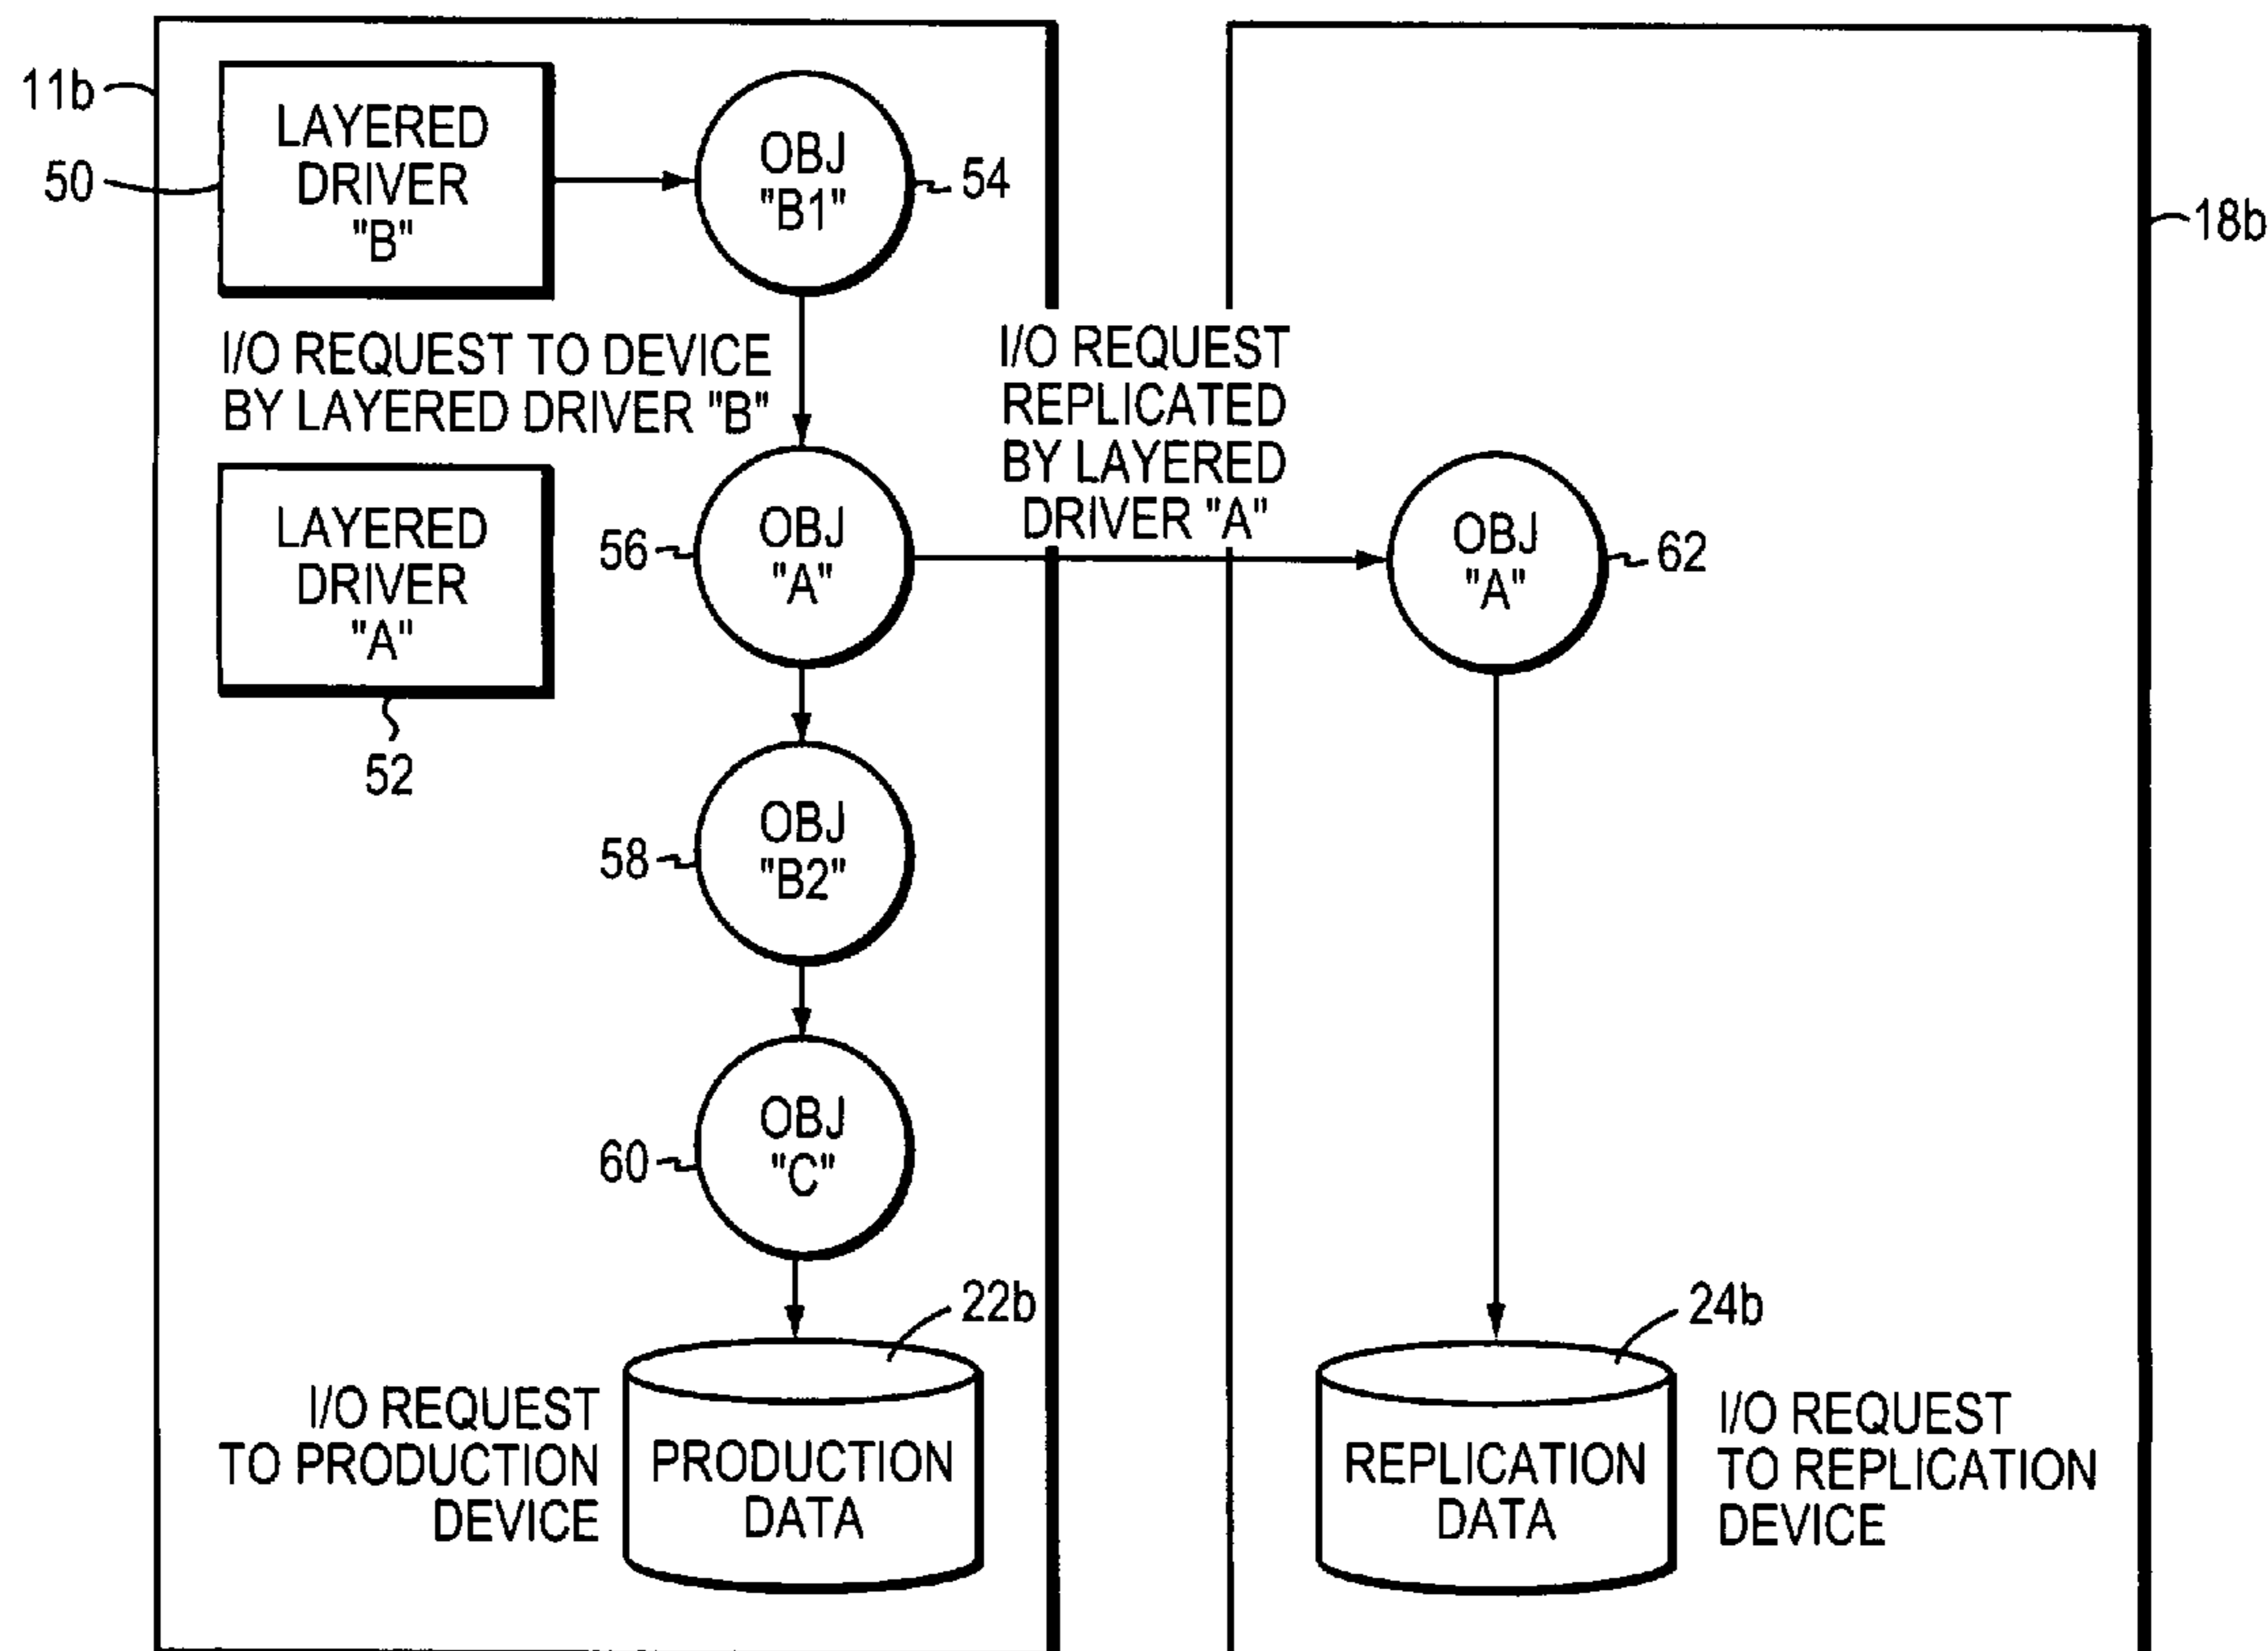 11b
LAYERED
DRIVER
"B"
50
OBJ
"B1"
54
18b
I/O REQUEST TO DEVICE
BY LAYERED DRIVER "B"
I/O REQUEST
REPLICATED
BY LAYERED
DRIVER "A"
LAYERED
DRIVER
"A"
52
56
OBJ
"A"
OBJ
"A"
62
58
OBJ
"B2"
60
OBJ
"C"
22b
24b
I/O REQUEST
TO PRODUCTION
DEVICE
PRODUCTION
DATA
REPLICATION
DATA
I/O REQUEST
TO REPLICATION
DEVICE